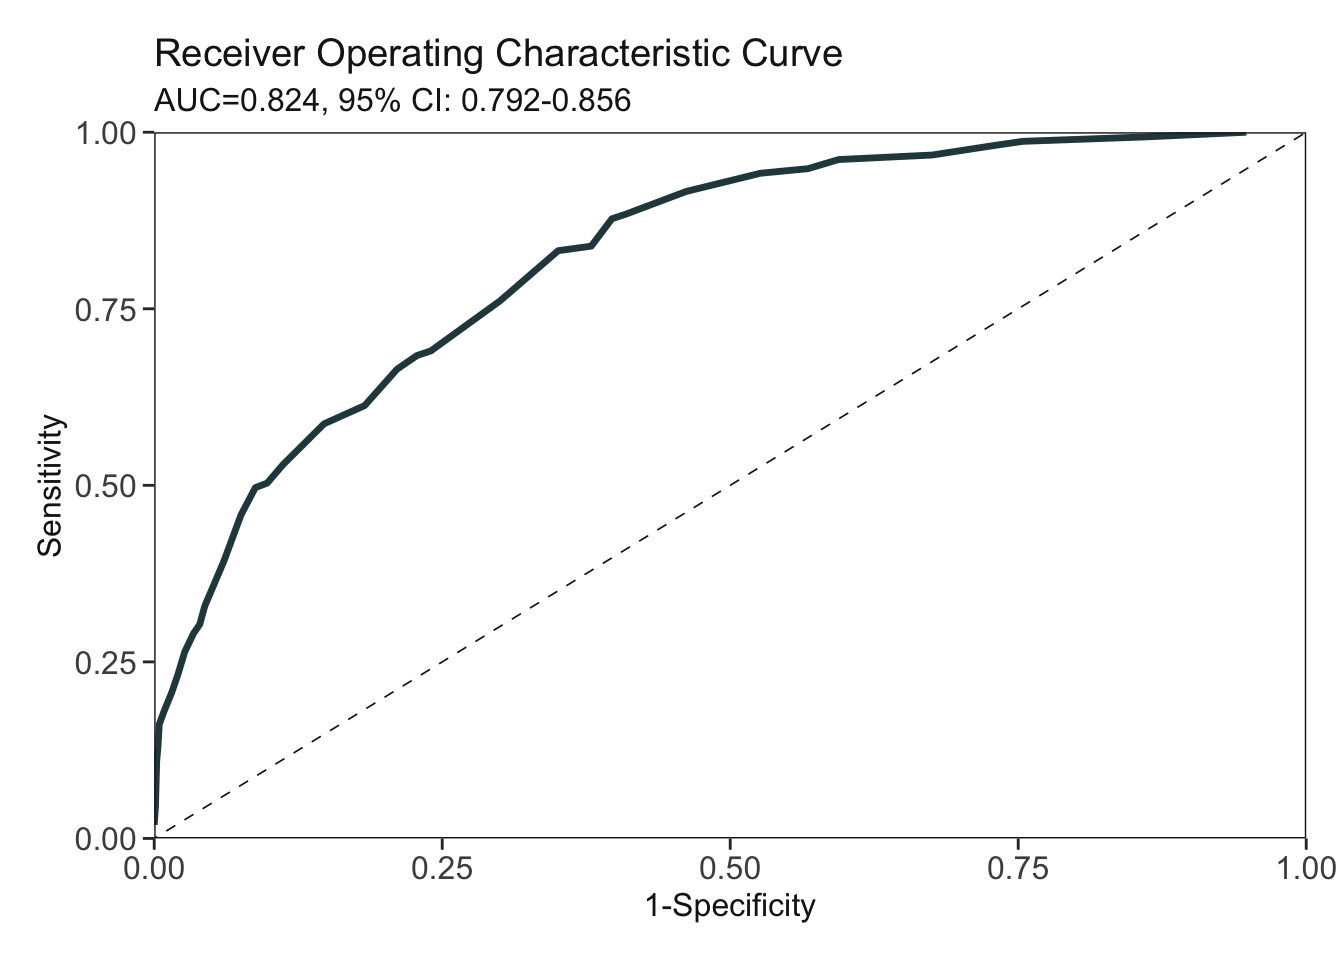 Receiver Operating Characteristic Curve
AUC=0.824, 95% CI: 0.792-0.856
1.00
0.75
0.50
0.25
0.00
Sensitivity
0.00 0.25 0.50 0.75 1.00
1-Specificity